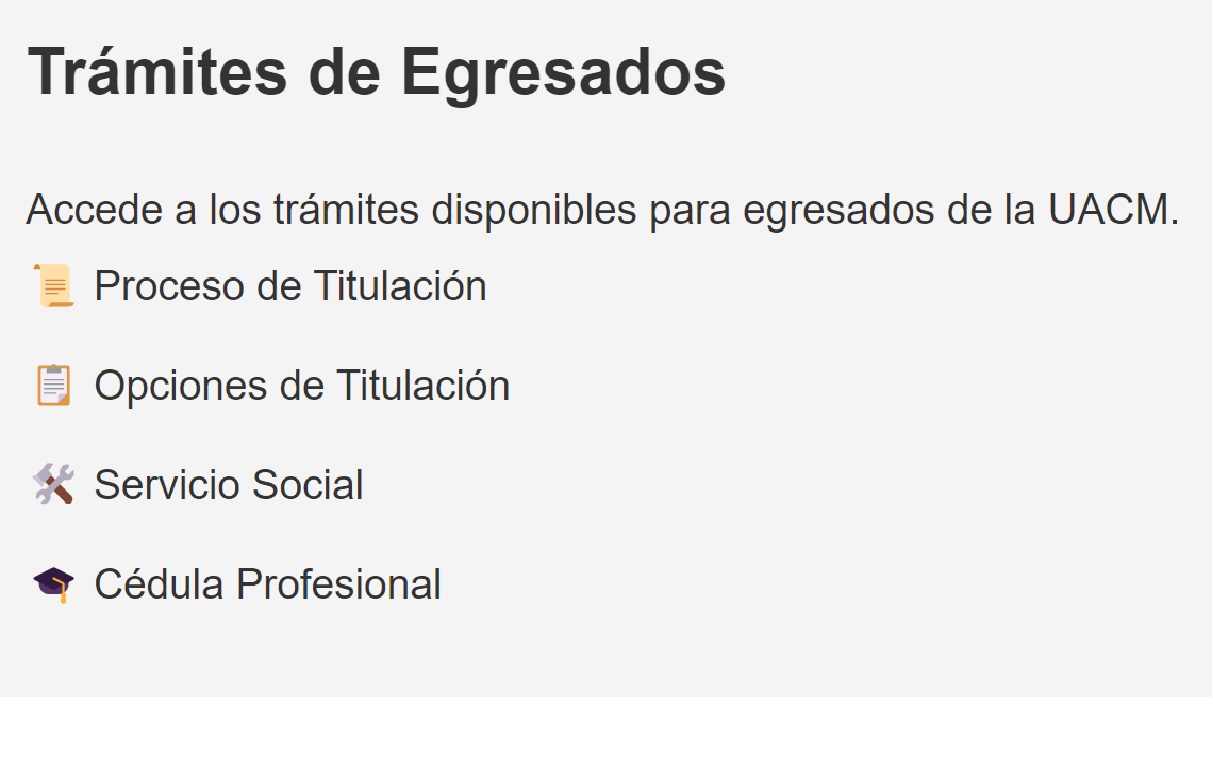 Trámites de Egresados
Accede a los trámites disponibles para egresados de la UACM.
Proceso de Titulación
Opciones de Titulación
Servicio Social
Cédula Profesional